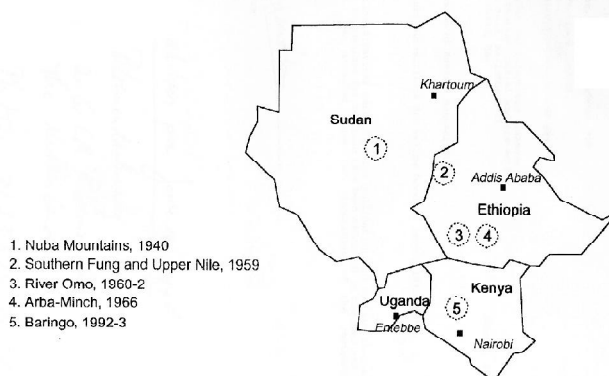 Khartoum
Sudan
1
2
Addis Ababa
Ethiopia
3
4
1. Nuba Mountains, 1940
2. Southern Fung and Upper Nile, 1959
3. River Omo, 1960-2
4. Arba-Minch, 1966
5. Baringo, 1992-3
Kenya
Uganda
5
Entebbe
Nairobi